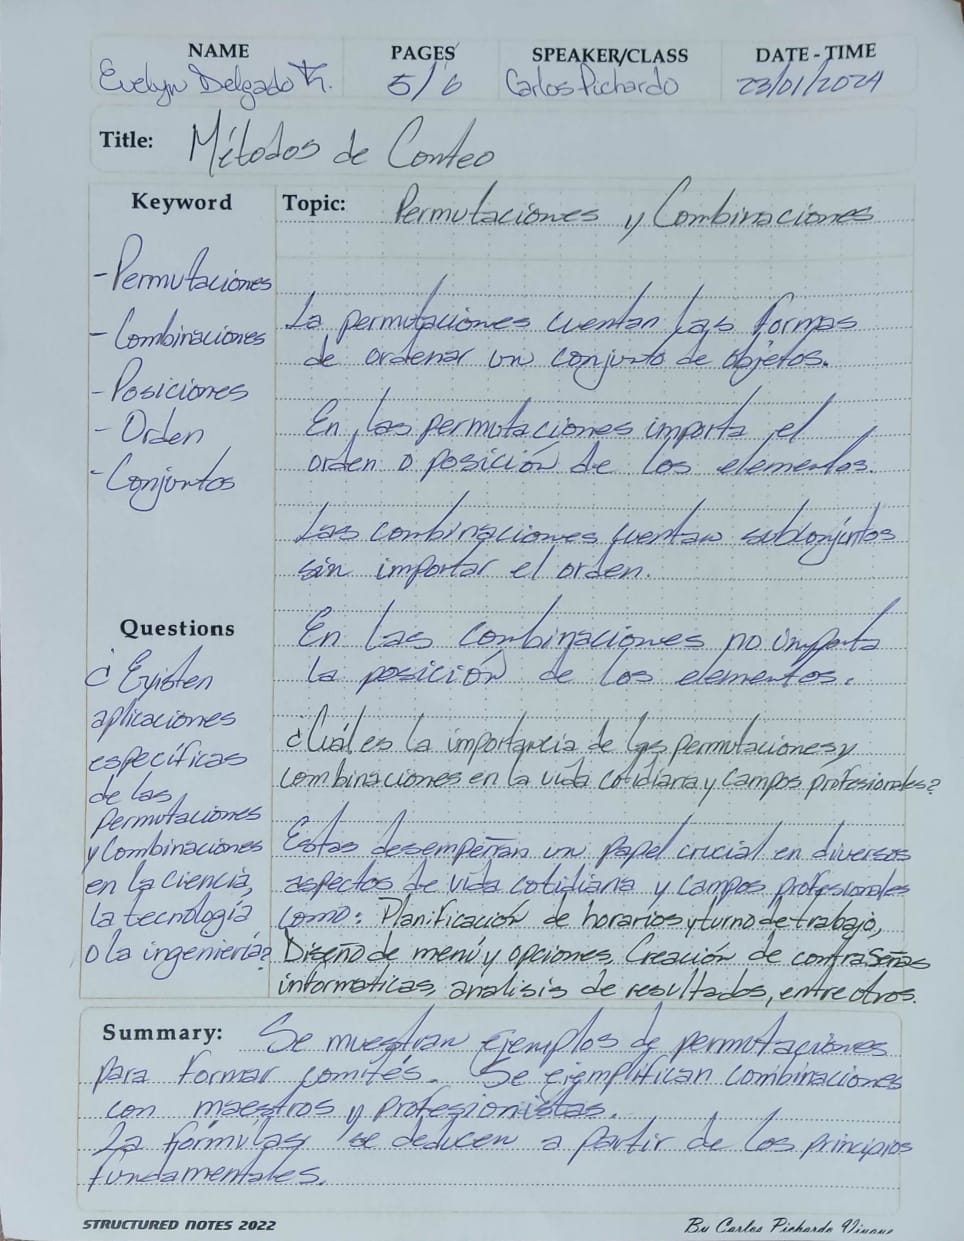 NAME PAGES SPEAKER/CLASS DATE - TIME
Evelyn Delgado 5/6 Carlos Pichardo 23/01/2024
Title: Métodos de Conteo
Keyword
- Permutaciones
- Combinaciones
- Posiciones
- Orden
- Conjuntos
Questions
¿Existen
aplicaciones
específicas
de las
permutaciones
y Combinaciones
en la ciencia,
la tecnología
o la ingeniería?
Topic: Permutaciones y Combinaciones
La permutaciones cuentan las formas
de ordenar un conjunto de objetos.
En las permutaciones importa el
orden o posición de los elementos.
Las combinaciones cuentan subconjuntos
sin importar el orden.
En las combinaciones no importa
la posición de los elementos.
¿Cuál es la importancia de las permutaciones y
combinaciones en la vida cotidiana y campos profesionales?
Estas desempeñan un papel crucial en diversos
aspectos de vida cotidiana y campos profesionales
como: Planificación de horarios y turno de trabajo,
Diseño de menú y opciones, Creación de contraseñas
informaticas, analisis de resultados, entre otros.
Summary: Se muestran ejemplos de permutaciones
para formar comités. Se ejemplifican combinaciones
con maestros y profesionistas.
La fórmulas se deducen a partir de los principios
fundamentales.
STRUCTURED NOTES 2022 By Carlos Pichardo Viuque